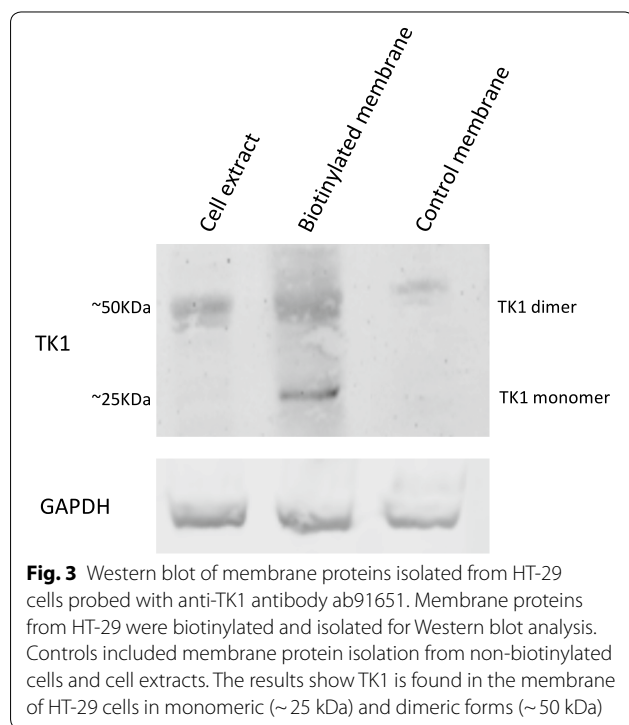 Cell extract
Biotinylated membrane
Control membrane
~50KDa
TK1 dimer
TK1
~25KDa
TK1 monomer
GAPDH
Fig. 3 Western blot of membrane proteins isolated from HT-29
cells probed with anti-TK1 antibody ab91651. Membrane proteins
from HT-29 were biotinylated and isolated for Western blot analysis.
Controls included membrane protein isolation from non-biotinylated
cells and cell extracts. The results show TK1 is found in the membrane
of HT-29 cells in monomeric (~ 25 kDa) and dimeric forms (~ 50 kDa)